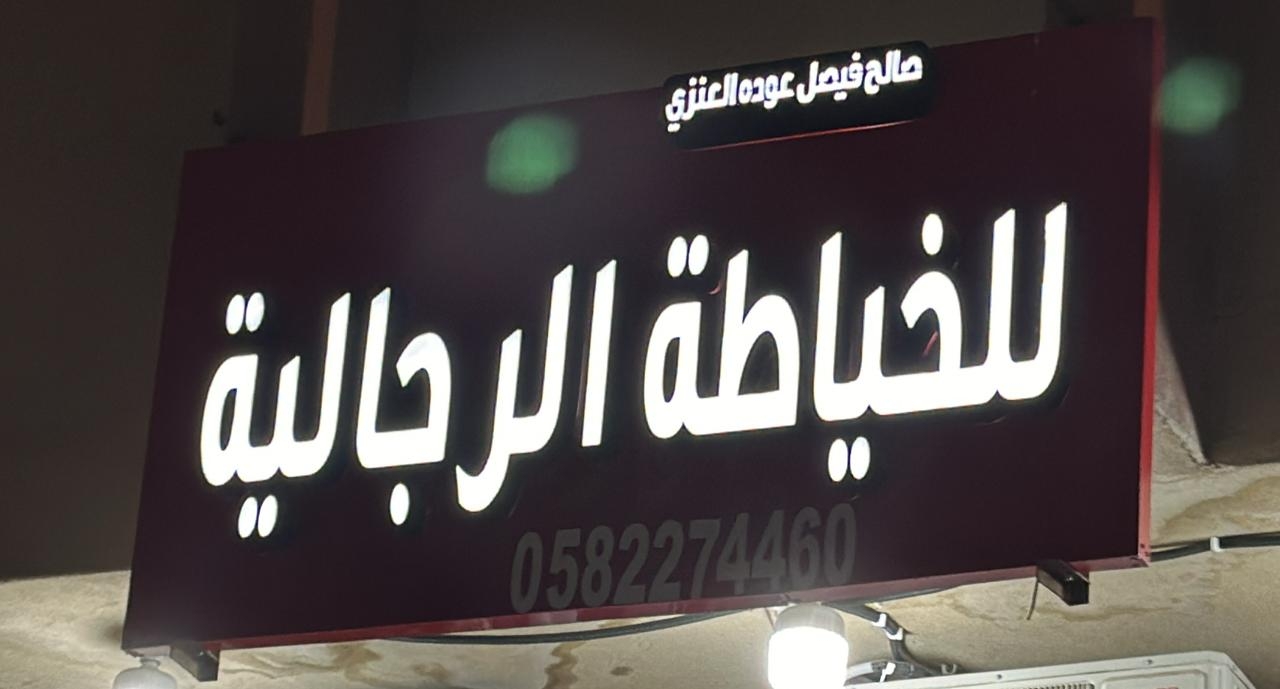 صالح فيصل عوده العنزي
للخياطة الرجالية
0582274460